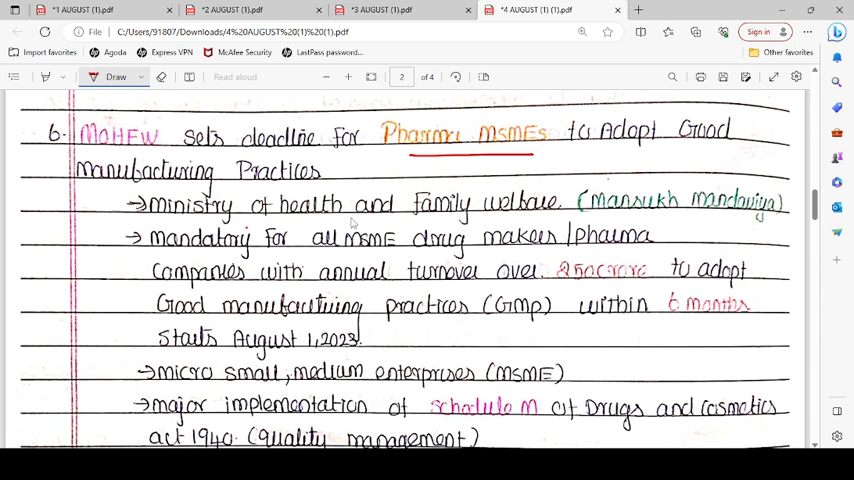 *1 AUGUST (1).pdf
*2 AUGUST (1).pdf
*3 AUGUST (1).pdf
*4 AUGUST (1) (1).pdf
File C:/Users/91807/Downloads/4%20AUGUST%20(1)%20(1).pdf
Sign in
Import favorites Agoda Express VPN McAfee Security LastPass password... Other favorites
Draw Read aloud 2 of 4
6. MOHFW sets deadline for Pharma MSMEs to Adopt Good
Manufacturing Practices
→ministry of health and family welfare (mansukh mandaviya)
→ mandatory for all MSME drug makers/pharma
companies with annual turnover over 250crore to adopt
Good manufacturing practices (GMP) within 6 months
starts August 1,2023.
→micro small, medium enterprises (MSME)
→major implementation of schedule M of Drugs and Cosmetics
act 1940. (Quality management)